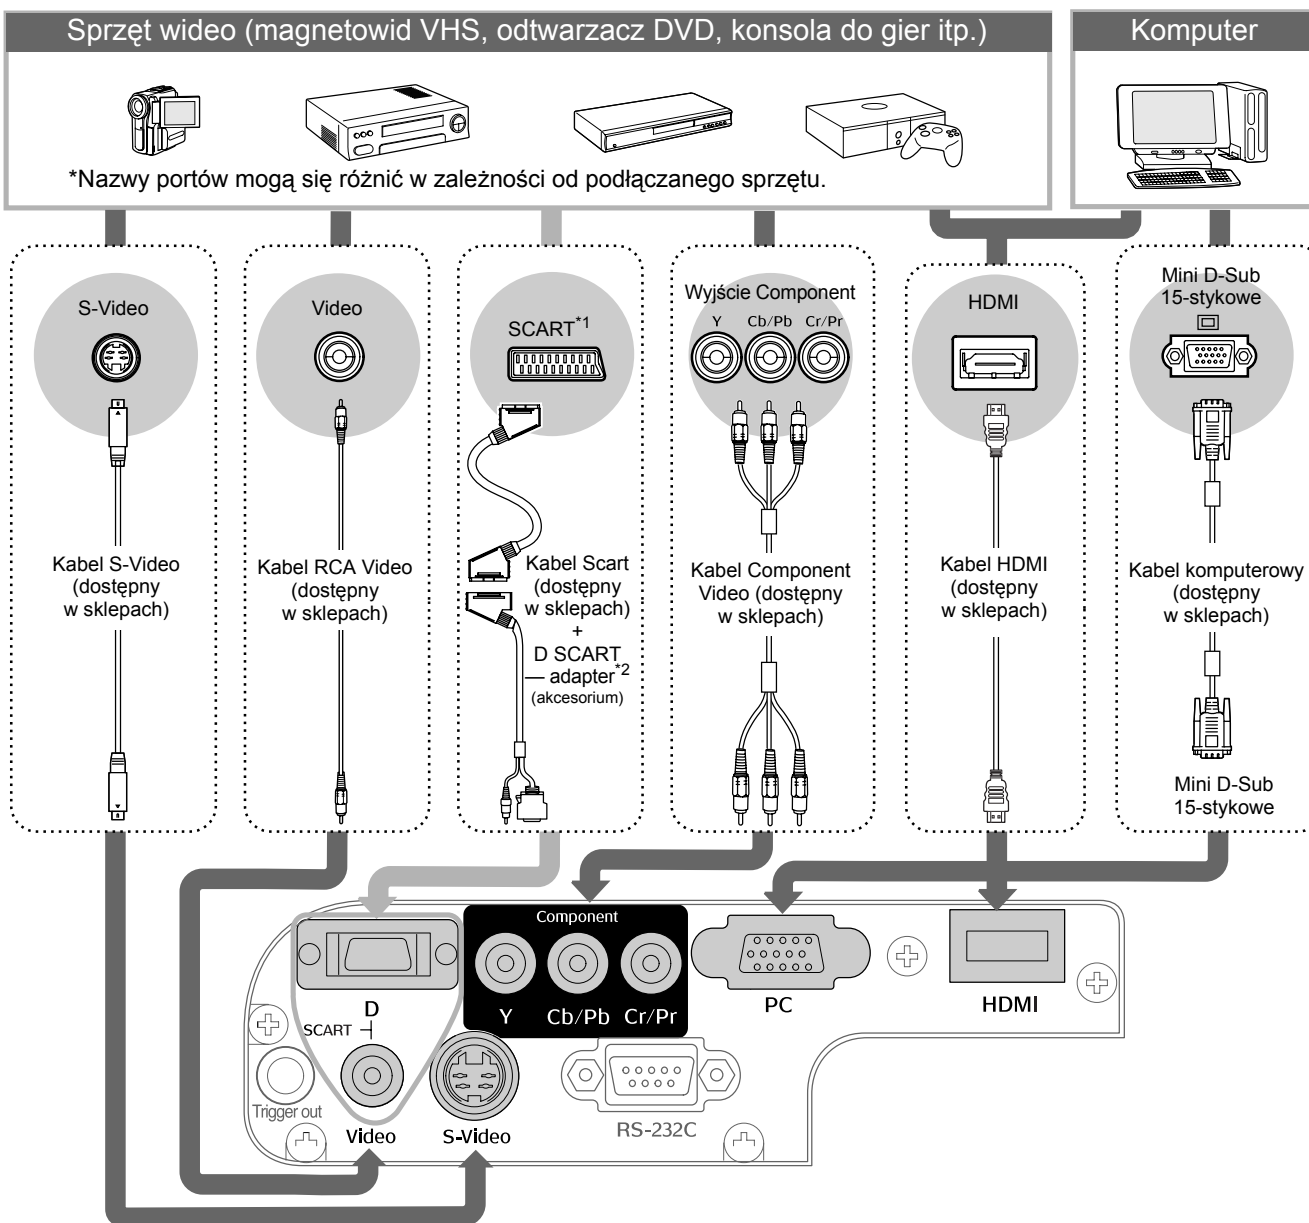 Sprzęt wideo (magnetowid VHS, odtwarzacz DVD, konsola do gier itp.)
Komputer
*Nazwy portów mogą się różnić w zależności od podłączanego sprzętu.
S-Video
Video
SCART*1
Wyjście Component
Y Cb/Pb Cr/Pr
HDMI
Mini D-Sub
15-stykowe
Kabel S-Video
(dostępny
w sklepach)
Kabel RCA Video
(dostępny
w sklepach)
Kabel Scart
(dostępny
w sklepach)
+
D SCART
adapter*2
(akcesorium)
Kabel Component
Video (dostępny
w sklepach)
Kabel HDMI
(dostępny
w sklepach)
Kabel komputerowy
(dostępny
w sklepach)
Mini D-Sub
15-stykowe
Component
Y Cb/Pb Cr/Pr
D
SCART
PC
HDMI
Trigger out
Video
S-Video
RS-232C